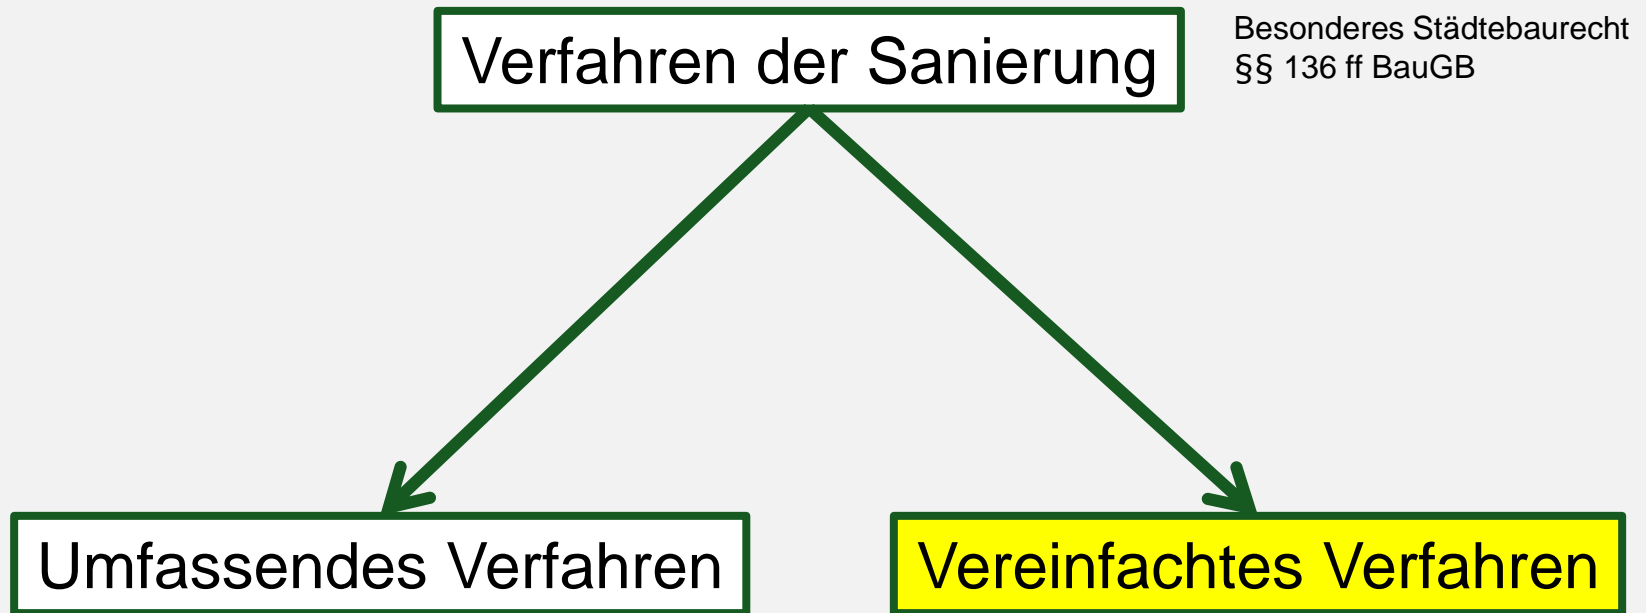 Verfahren der Sanierung
Besonderes Städtebaurecht
§§ 136 ff BauGB
Umfassendes Verfahren
Vereinfachtes Verfahren